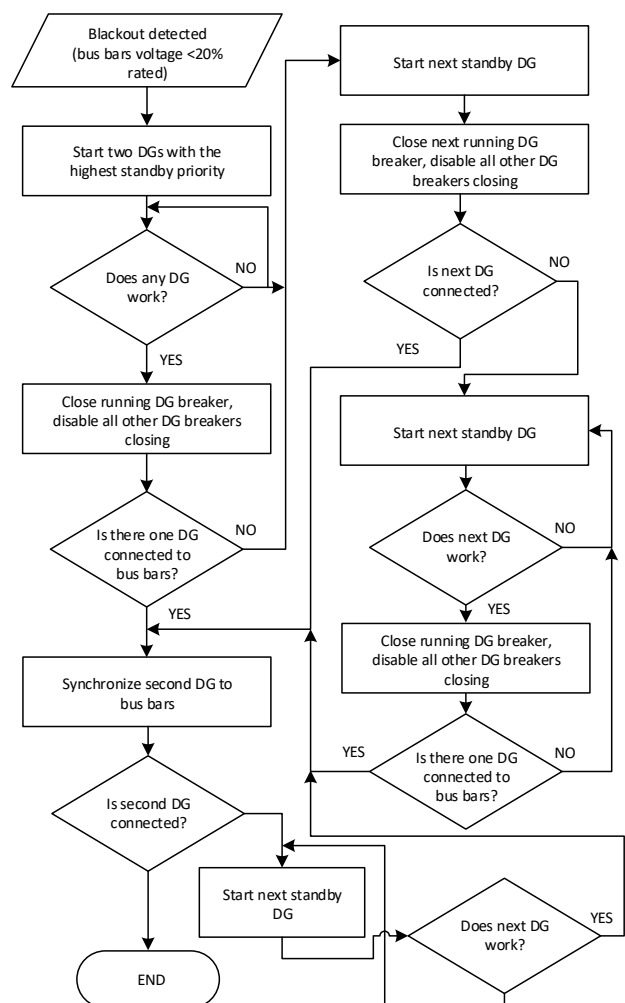 Blackout detected
(bus bars voltage <20%
rated)
Start two DGs with the
highest standby priority
Does any DG
work?
NO
YES
Close running DG breaker,
disable all other DG breakers
closing
Is there one DG
connected to
bus bars?
NO
YES
Synchronize second DG to
bus bars
Is second DG
connected?
END
Start next standby DG
Close next running DG
breaker, disable all other DG
breakers closing
Is next DG
connected?
NO
YES
Start next standby DG
Does next DG
work?
NO
YES
Close running DG breaker,
disable all other DG breakers
closing
Is there one DG
connected to
bus bars?
YES
NO
Start next standby
DG
Does next DG
work?
YES